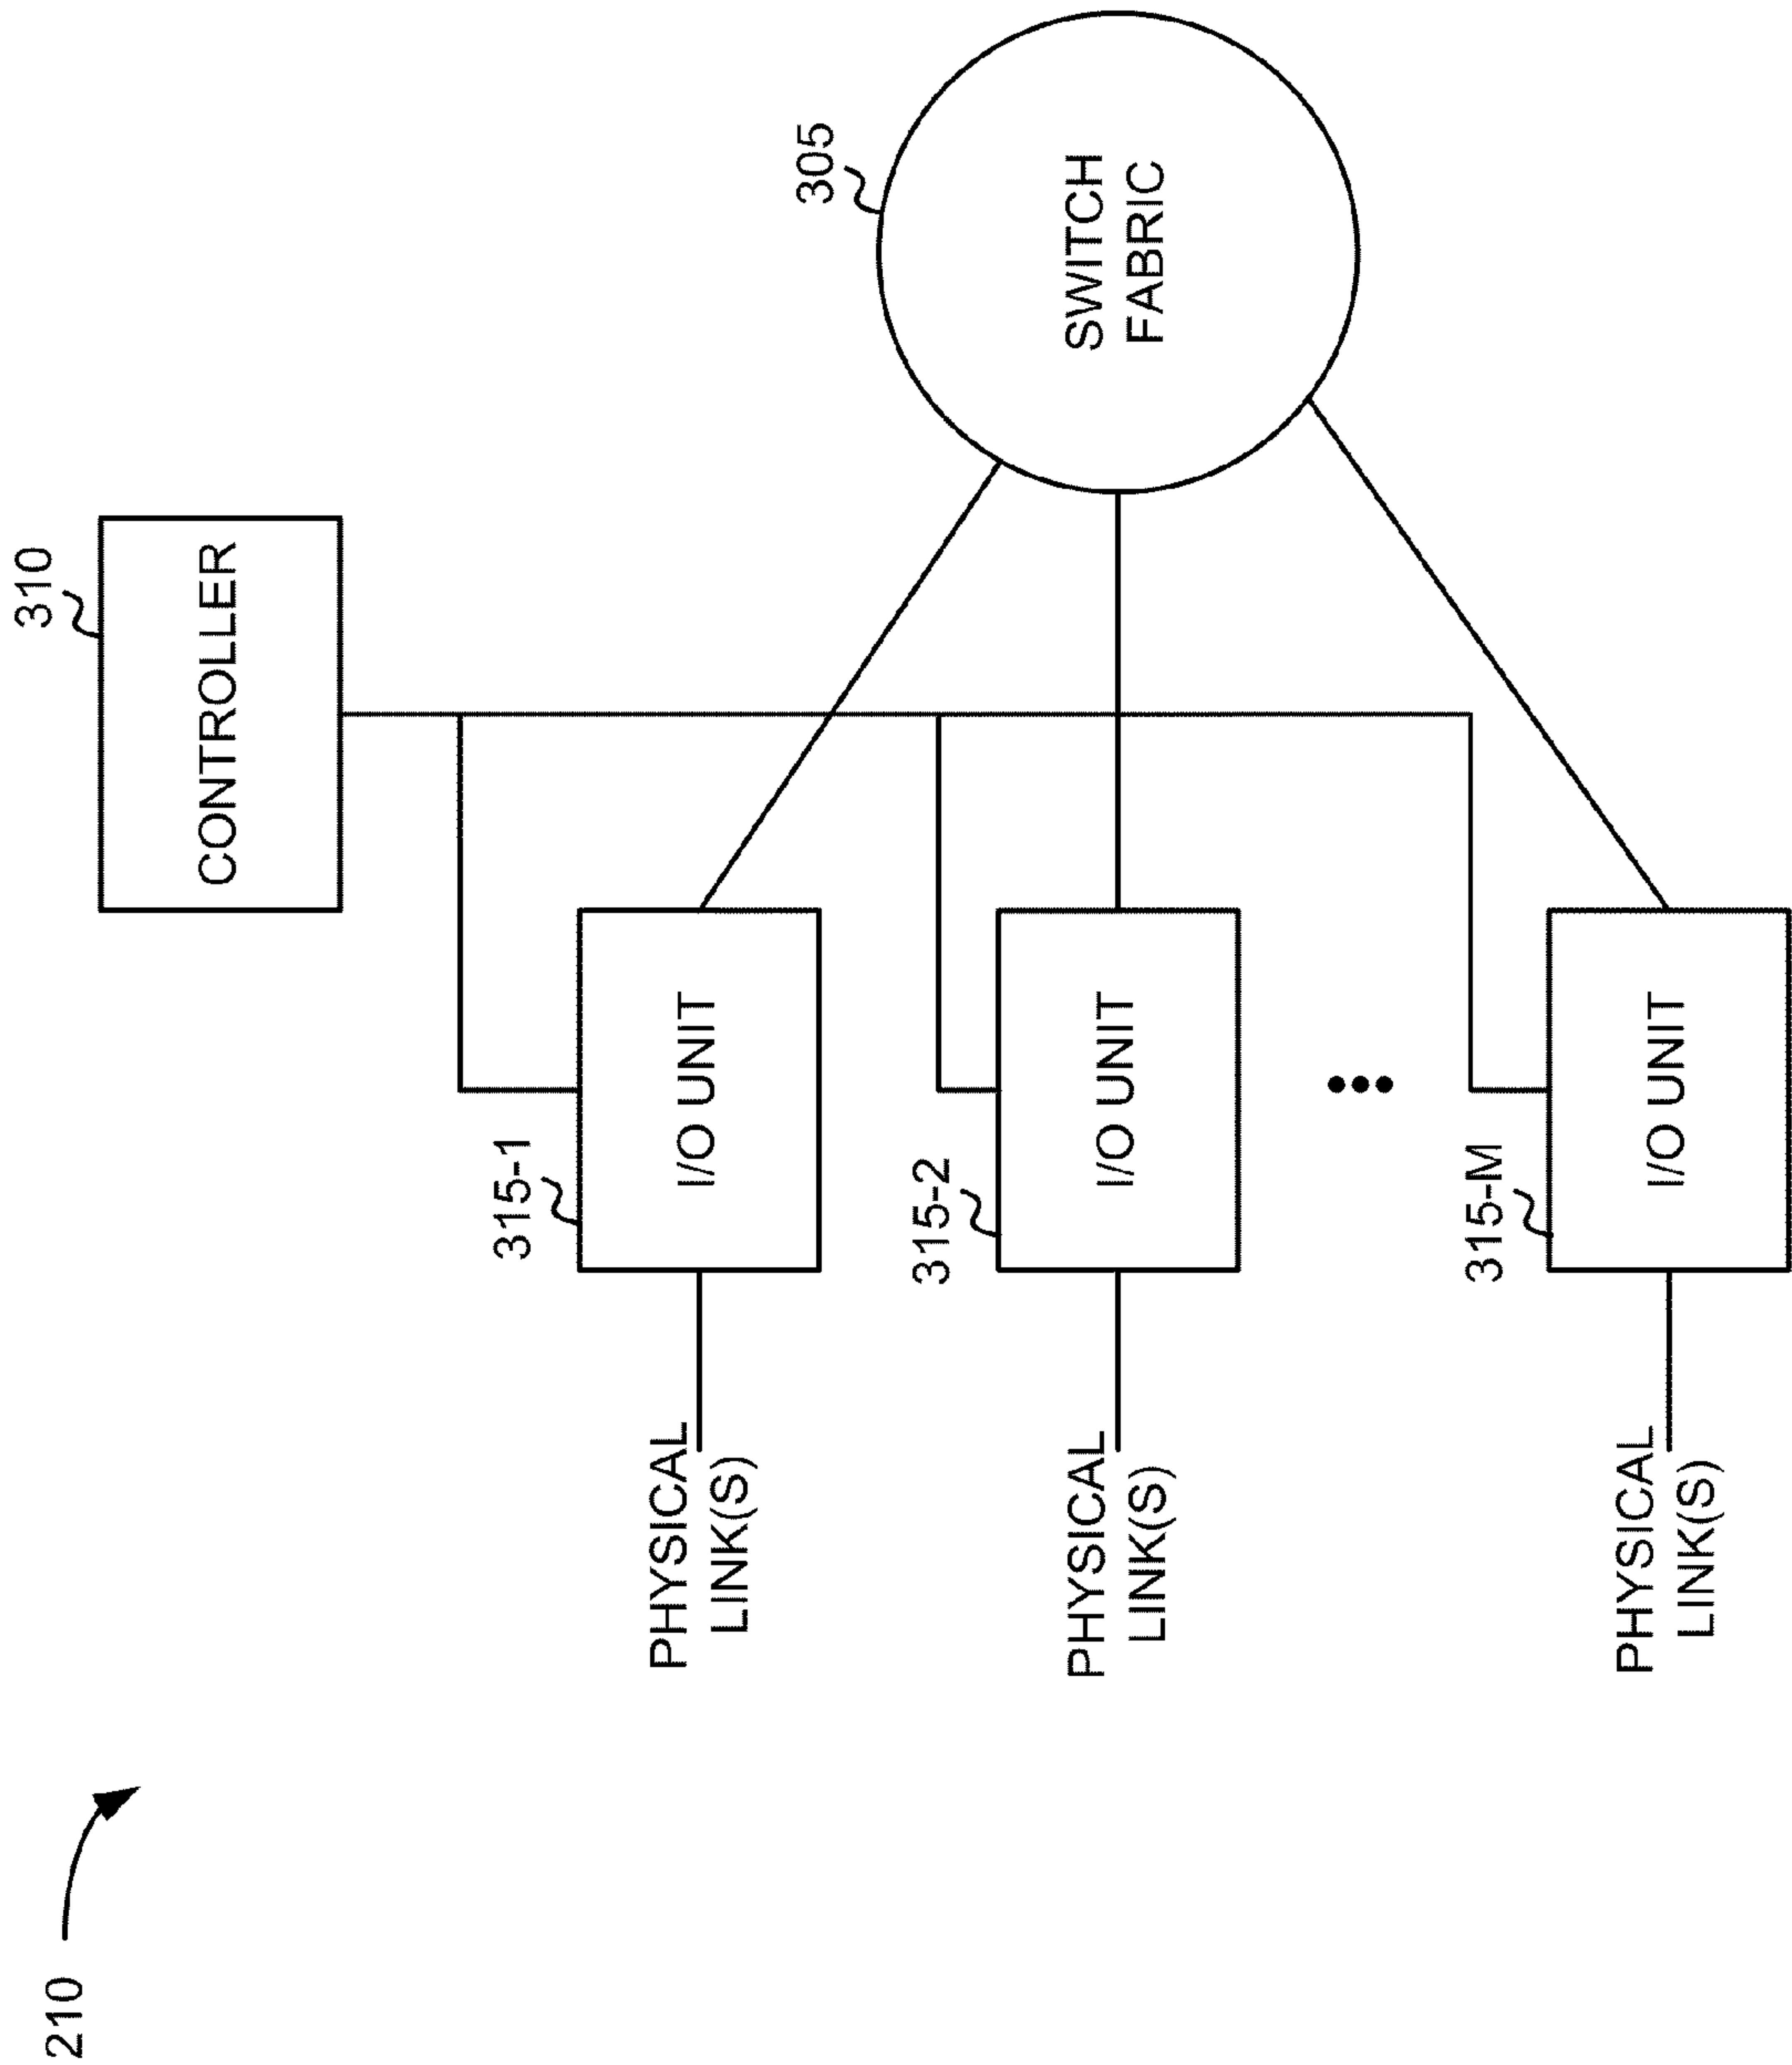 210
310
CONTROLLER
315-1
I/O UNIT
PHYSICAL
LINK(S)
305
SWITCH
FABRIC
315-2
I/O UNIT
PHYSICAL
LINK(S)
315-M
I/O UNIT
PHYSICAL
LINK(S)